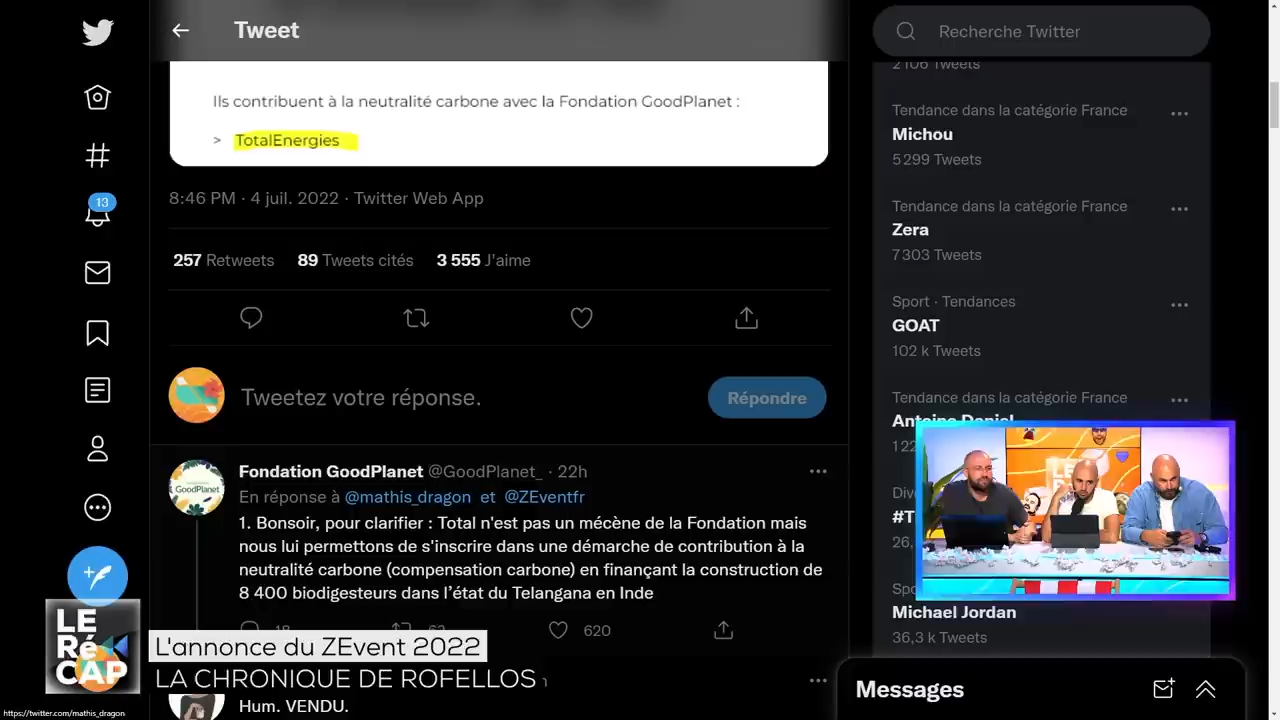 Tweet
Recherche Twitter
Ils contribuent à la neutralité carbone avec la Fondation GoodPlanet :
> TotalEnergies
8:46 PM · 4 juil. 2022 · Twitter Web App
257 Retweets 89 Tweets cités 3 555 J'aime
Tweetez votre réponse.
Répondre
Fondation GoodPlanet @GoodPlanet_ · 22h
En réponse à @mathis_dragon et @ZEventfr
1. Bonsoir, pour clarifier : Total n'est pas un mécène de la Fondation mais
nous lui permettons de s'inscrire dans une démarche de contribution à la
neutralité carbone (compensation carbone) en finançant la construction de
8 400 biodigesteurs dans l'état du Telangana en Inde
620
Hum. VENDU.
13
GoodPlanet
2 106 Tweets
Tendance dans la catégorie France
Michou
5 299 Tweets
Tendance dans la catégorie France
Zera
7 303 Tweets
Sport · Tendances
GOAT
102 k Tweets
Tendance dans la catégorie France
Antoine Daniel
Michael Jordan
36,3 k Tweets
Messages
LE
RéCAP
L'annonce du ZEvent 2022
LA CHRONIQUE DE ROFELLOS
https://twitter.com/mathis_dragon